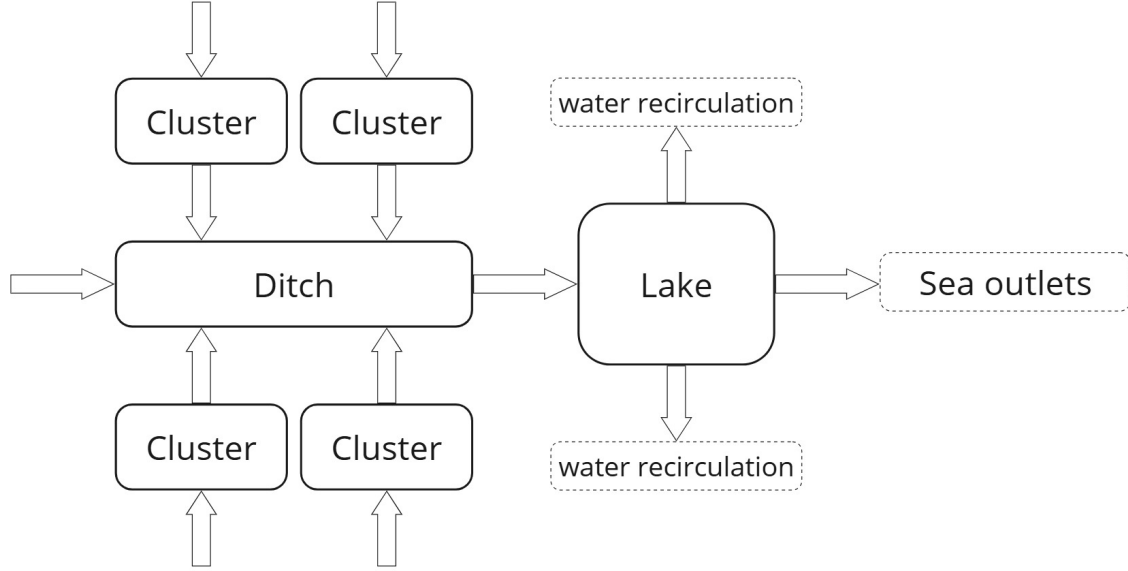 Cluster
Cluster
water recirculation
Ditch
Lake
Sea outlets
Cluster
Cluster
water recirculation